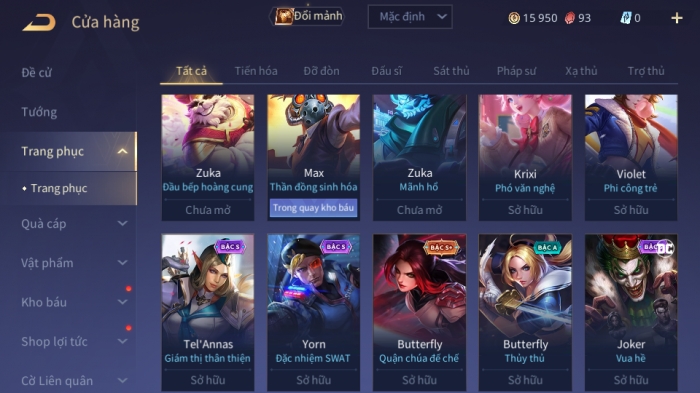 Cửa hàng
Đổi mảnh
Mặc định
15 950
93
0
+
Đề cử
Tướng
Trang phục
Trang phục
Quà cáp
Vật phẩm
Kho báu
Shop lợi tức
Cờ Liên quân
Tất cả
Tiến hóa
Đỡ đòn
Đấu sĩ
Sát thủ
Pháp sư
Xạ thủ
Trợ thủ
Zuka
Đầu bếp hoàng cung
Chưa mở
Max
Thần đồng sinh hóa
Trong quay kho báu
Zuka
Mãnh hổ
Chưa mở
Krixi
Phó văn nghệ
Sở hữu
Violet
Phi công trẻ
Sở hữu
BẬC S
Tel'Annas
Giám thị thân thiện
Sở hữu
BẬC S
Yorn
Đặc nhiệm SWAT
Sở hữu
BẬC S+
Butterfly
Quận chúa đế chế
Sở hữu
BẬC A
Butterfly
Thủy thủ
Sở hữu
BẬC
DC
Joker
Vua hề
Sở hữu